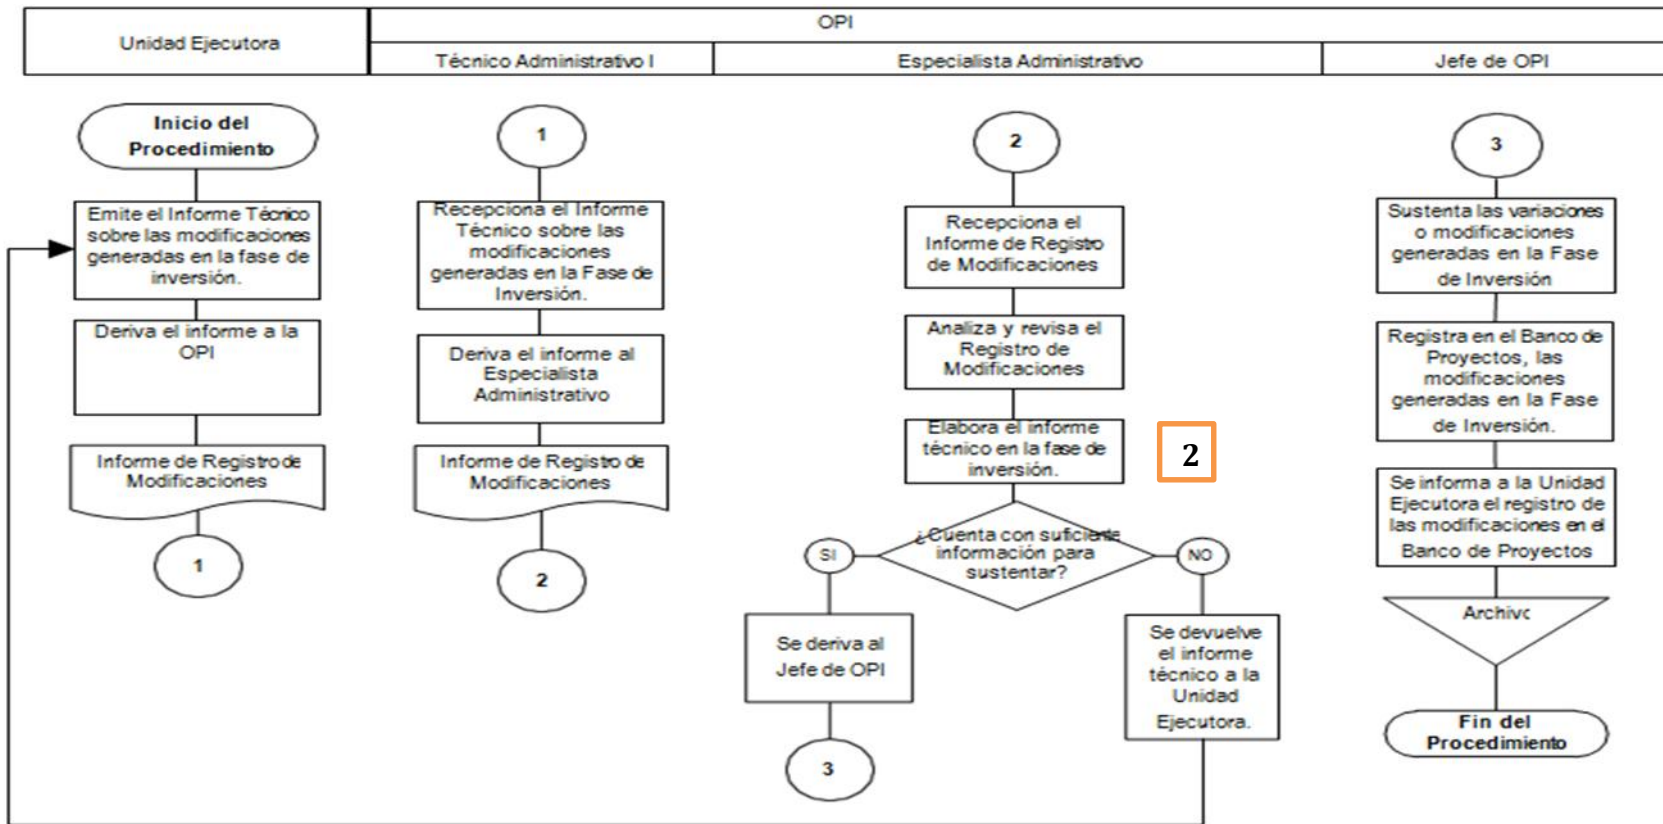 OPI
Unidad Ejecutora
Técnico Administrativo I
Especialista Administrativo
Jefe de OPI
Inicio del
Procedimiento
Emite el Informe Técnico
sobre las modificaciones
generadas en la fase de
inversión.
Deriva el informe a la
OPI
Informe de Registro de
Modificaciones
1
1
Recepciona el Informe
Técnico sobre las
modificaciones
generadas en la Fase de
Inversión.
Deriva el informe al
Especialista
Administrativo
Informe de Registro de
Modificaciones
2
2
Recepciona el
Informe de Registro
de Modificaciones
Analiza y revisa el
Registro de
Modificaciones
Elabora el informe
técnico en la fase de
inversión.
2
¿Cuenta con suficiente
información para
sustentar?
SI
NO
Se deriva al
Jefe de OPI
3
Se devuelve
el informe
técnico a la
Unidad
Ejecutora.
3
Sustenta las variaciones
o modificaciones
generadas en la Fase
de Inversión
Registra en el Banco de
Proyectos, las
modificaciones
generadas en la Fase
de Inversión.
Se informa a la Unidad
Ejecutora el registro de
las modificaciones en el
Banco de Proyectos
Archivo
Fin del
Procedimiento